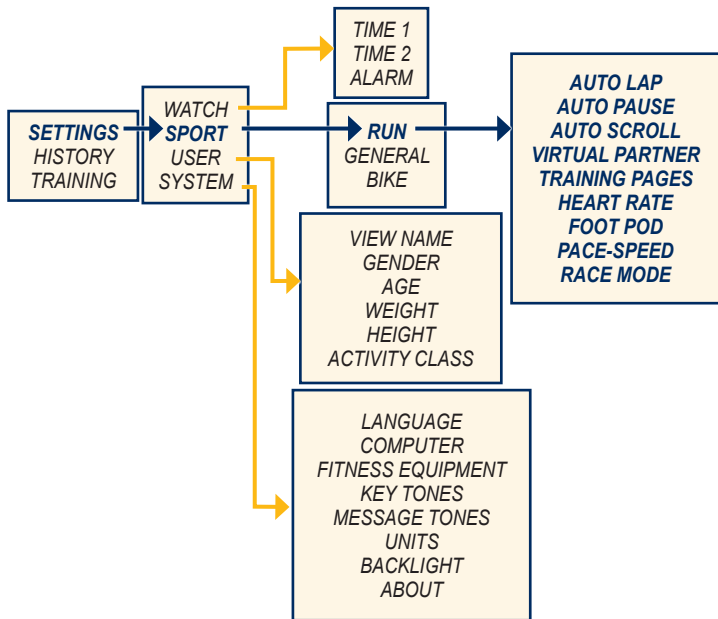 SETTINGS
HISTORY
TRAINING
WATCH
SPORT
USER
SYSTEM
TIME 1
TIME 2
ALARM
RUN
GENERAL
BIKE
AUTO LAP
AUTO PAUSE
AUTO SCROLL
VIRTUAL PARTNER
TRAINING PAGES
HEART RATE
FOOT POD
PACE-SPEED
RACE MODE
VIEW NAME
GENDER
AGE
WEIGHT
HEIGHT
ACTIVITY CLASS
LANGUAGE
COMPUTER
FITNESS EQUIPMENT
KEY TONES
MESSAGE TONES
UNITS
BACKLIGHT
ABOUT